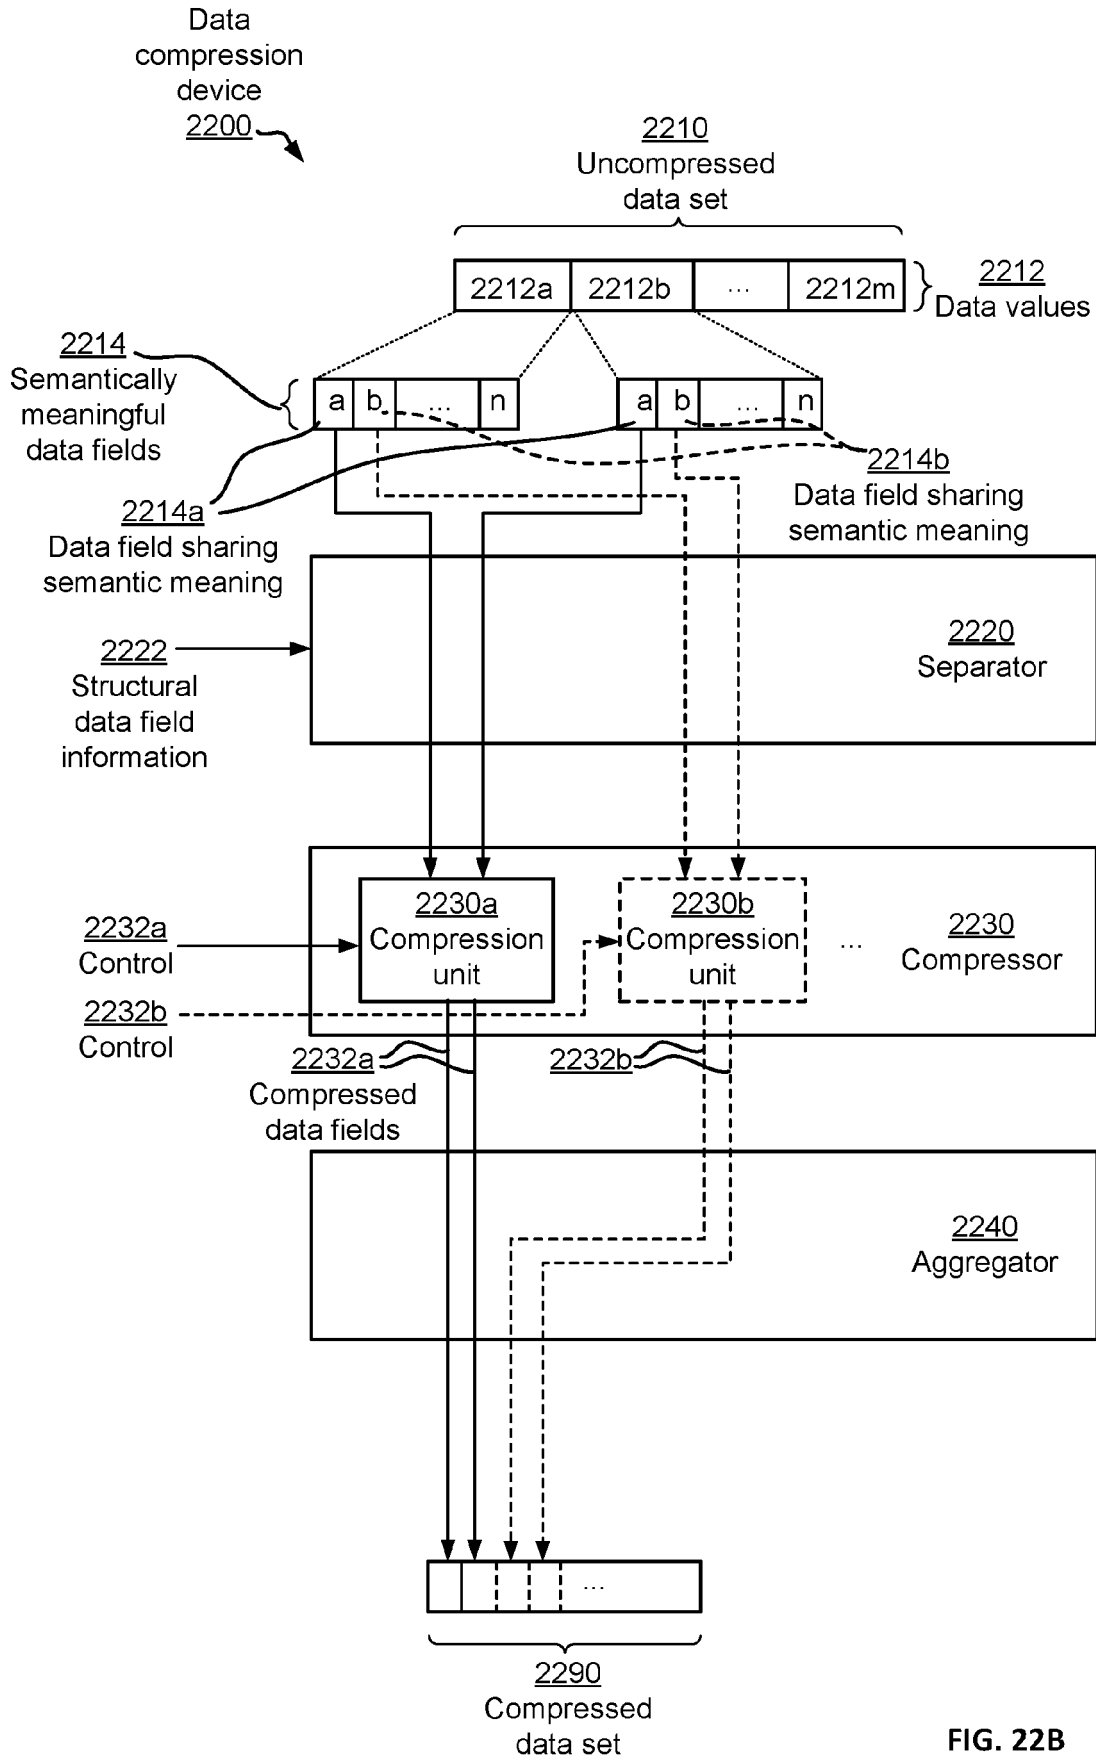 Data
compression
device
2200
2210
Uncompressed
data set
2212a 2212b ... 2212m
2212
Data values
2214
Semantically
meaningful
data fields
a b ... n
a b ... n
2214a
Data field sharing
semantic meaning
2214b
Data field sharing
semantic meaning
2222
Structural
data field
information
2220
Separator
2232a
Control
2232b
Control
2230a
Compression
unit
2230b
Compression
unit
...
2230
Compressor
2232a
Compressed
data fields
2232b
2240
Aggregator
...
2290
Compressed
data set
FIG. 22B